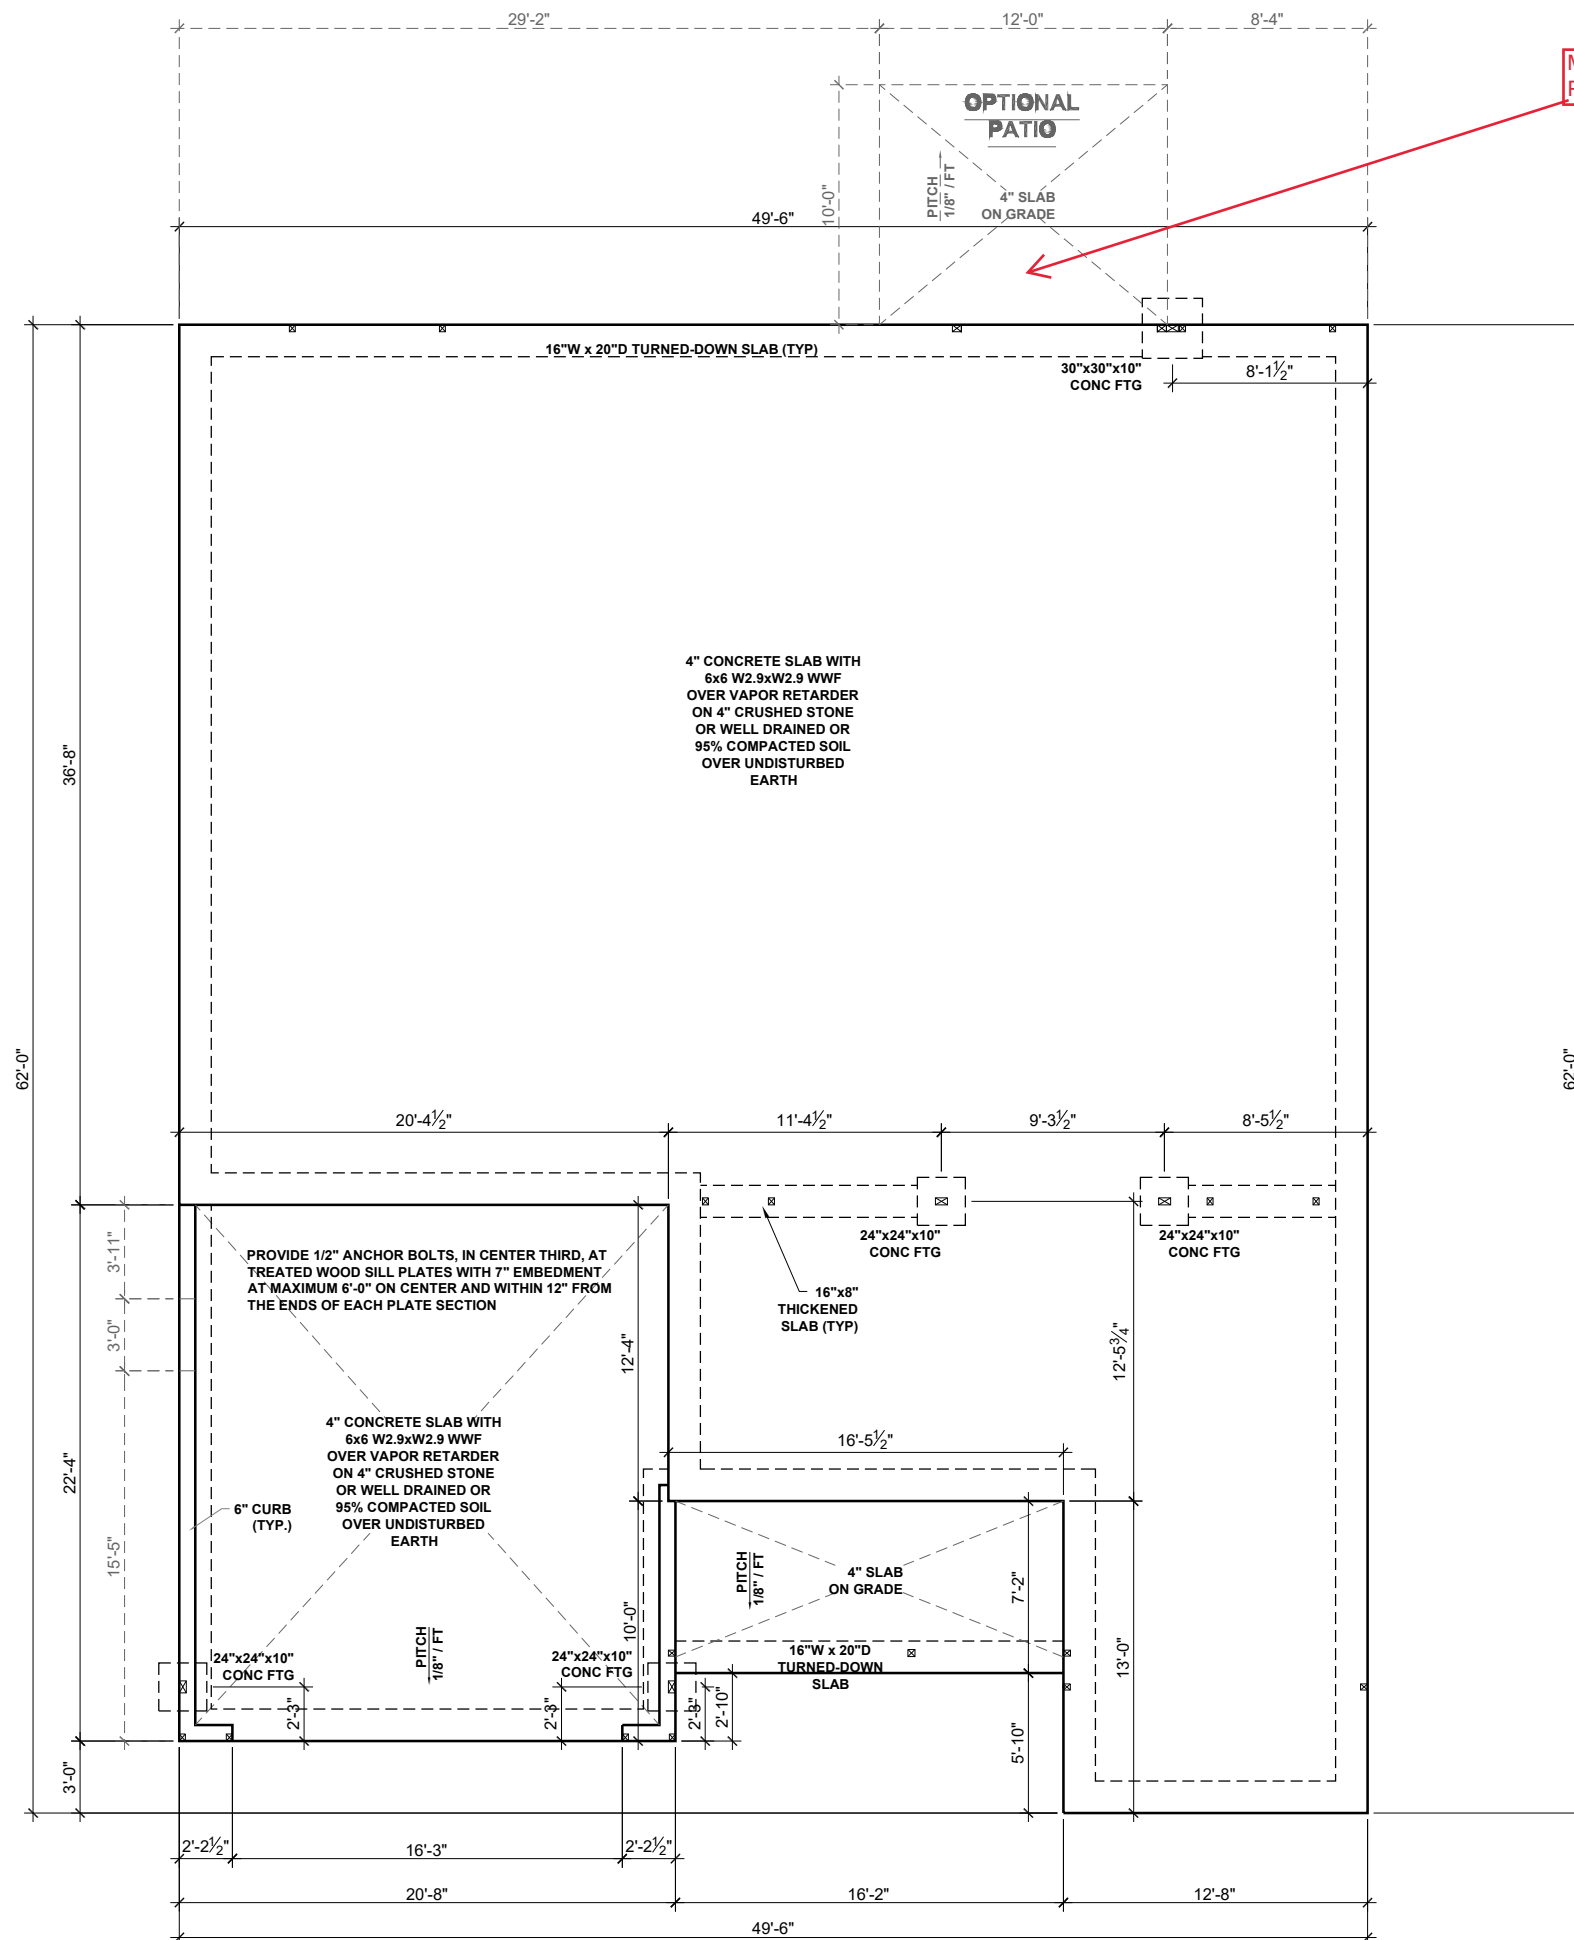 29'-2"
12'-0"
8'-4"
OPTIONAL
PATIO
PITCH
1/8" / FT
10'-0"
4" SLAB
ON GRADE
49'-6"
16"W x 20"D TURNED-DOWN SLAB (TYP)
30"x30"x10"
CONC FTG
8'-1½"
4" CONCRETE SLAB WITH
6x6 W2.9xW2.9 WWF
OVER VAPOR RETARDER
ON 4" CRUSHED STONE
OR WELL DRAINED OR
95% COMPACTED SOIL
OVER UNDISTURBED
EARTH
36'-8"
62'-0"
62'-0"
20'-4½"
11'-4½"
9'-3½"
8'-5½"
24"x24"x10"
CONC FTG
24"x24"x10"
CONC FTG
3'-11"
PROVIDE 1/2" ANCHOR BOLTS, IN CENTER THIRD, AT
TREATED WOOD SILL PLATES WITH 7" EMBEDMENT
AT MAXIMUM 6'-0" ON CENTER AND WITHIN 12" FROM
THE ENDS OF EACH PLATE SECTION
16"x8"
THICKENED
SLAB (TYP)
3'-0"
12'-4"
12'-5¾"
4" CONCRETE SLAB WITH
6x6 W2.9xW2.9 WWF
OVER VAPOR RETARDER
ON 4" CRUSHED STONE
OR WELL DRAINED OR
95% COMPACTED SOIL
OVER UNDISTURBED
EARTH
16'-5½"
22'-4"
6" CURB
(TYP.)
15'-5"
PITCH
1/8" / FT
4" SLAB
ON GRADE
7'-2"
10'-0"
PITCH
1/8" / FT
24"x24"x10"
CONC FTG
24"x24"x10"
CONC FTG
16"W x 20"D
TURNED-DOWN
SLAB
13'-0"
2'-3"
2'-3"
2'-3"
2'-10"
5'-10"
3'-0"
2'-2½"
16'-3"
2'-2½"
20'-8"
16'-2"
12'-8"
49'-6"